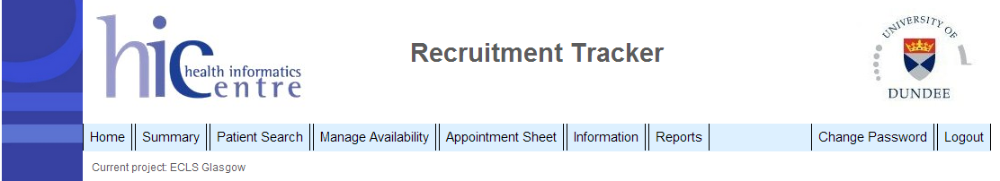 hic
health informatics
Centre
Recruitment Tracker
UNIVERSITY OF
DUNDEE
Home Summary Patient Search Manage Availability Appointment Sheet Information Reports Change Password Logout
Current project: ECLS Glasgow